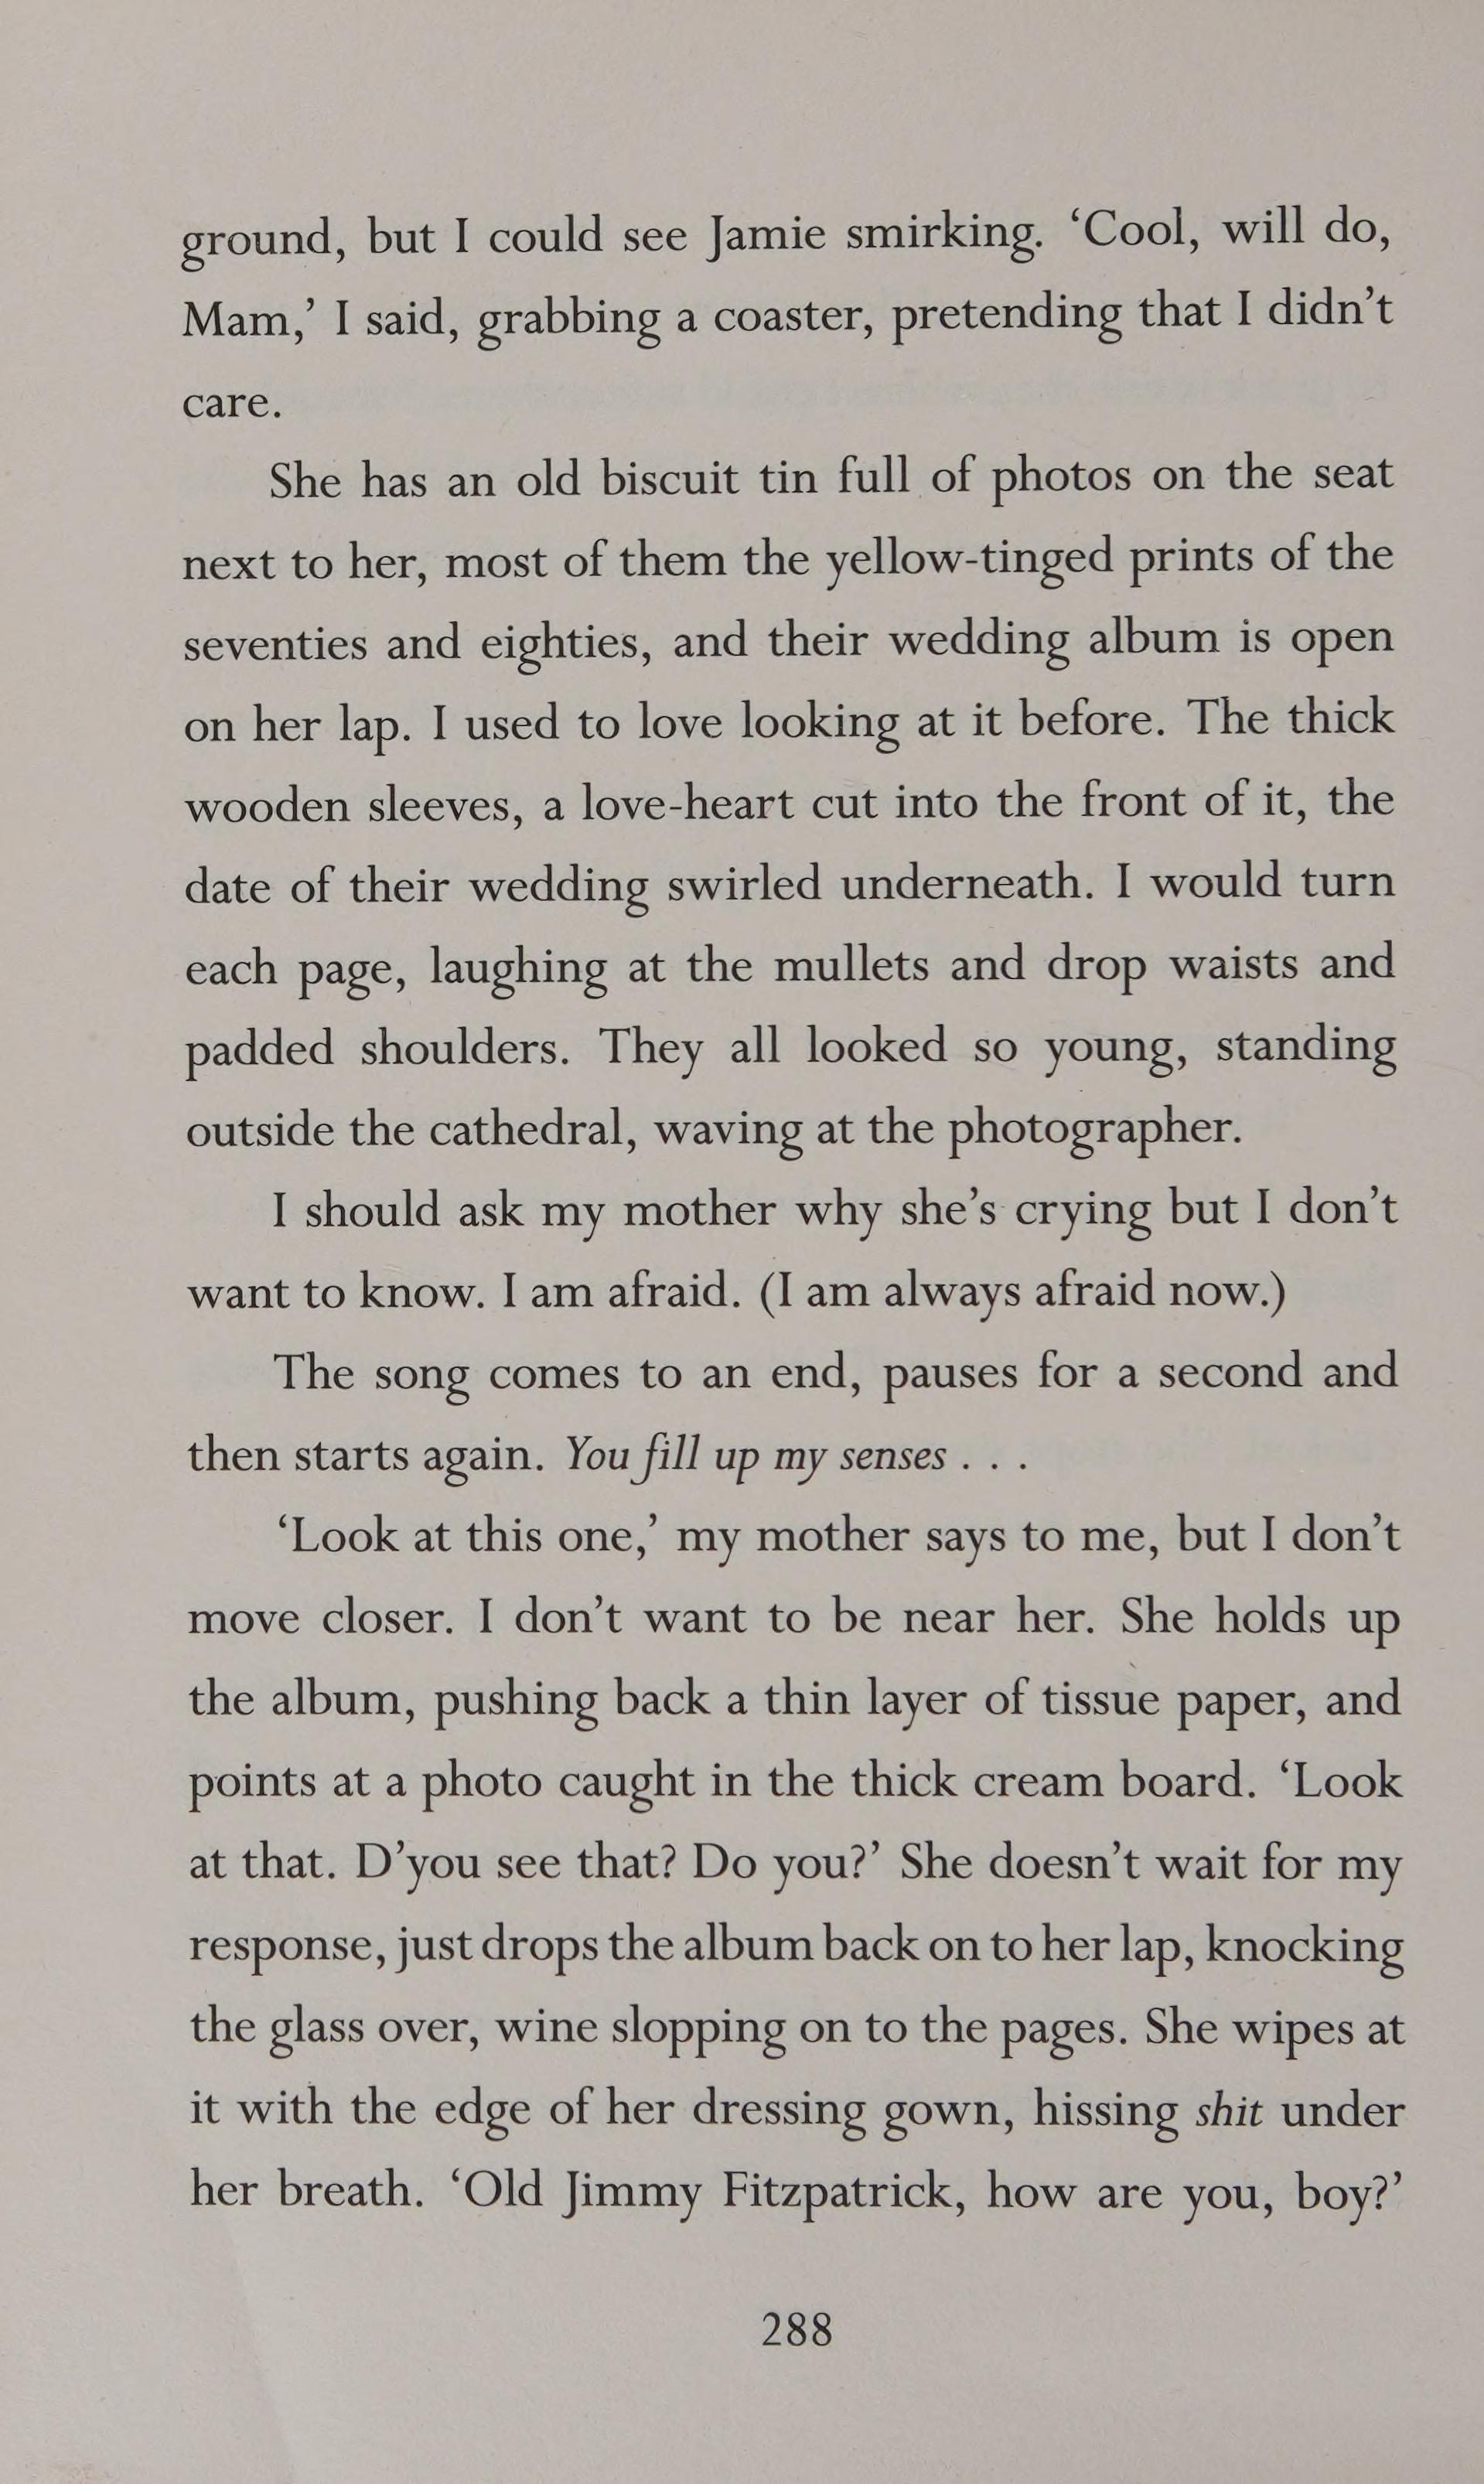 ground, but I could see Jamie smirking. ‘Cool, will do,
Mam,’ I said, grabbing a coaster, pretending that I didn’t
care.
She has an old biscuit tin full of photos on the seat
next to her, most of them the yellow-tinged prints of the
seventies and eighties, and their wedding album is open
on her lap. I used to love looking at it before. The thick
wooden sleeves, a love-heart cut into the front of it, the
date of their wedding swirled underneath. I would turn
each page, laughing at the mullets and drop waists and
padded shoulders. They all looked so young, standing
outside the cathedral, waving at the photographer.
I should ask my mother why she’s crying but I don’t
want to know. I am afraid. (I am always afraid now.)
The song comes to an end, pauses for a second and
then starts again. You fill up my senses . . .
‘Look at this one,’ my mother says to me, but I don’t
move closer. I don’t want to be near her. She holds up
the album, pushing back a thin layer of tissue paper, and
points at a photo caught in the thick cream board. ‘Look
at that. D’you see that? Do you?’ She doesn’t wait for my
response, just drops the album back on to her lap, knocking
the glass over, wine slopping on to the pages. She wipes at
it with the edge of her dressing gown, hissing shit under
her breath. ‘Old Jimmy Fitzpatrick, how are you, boy?’
288